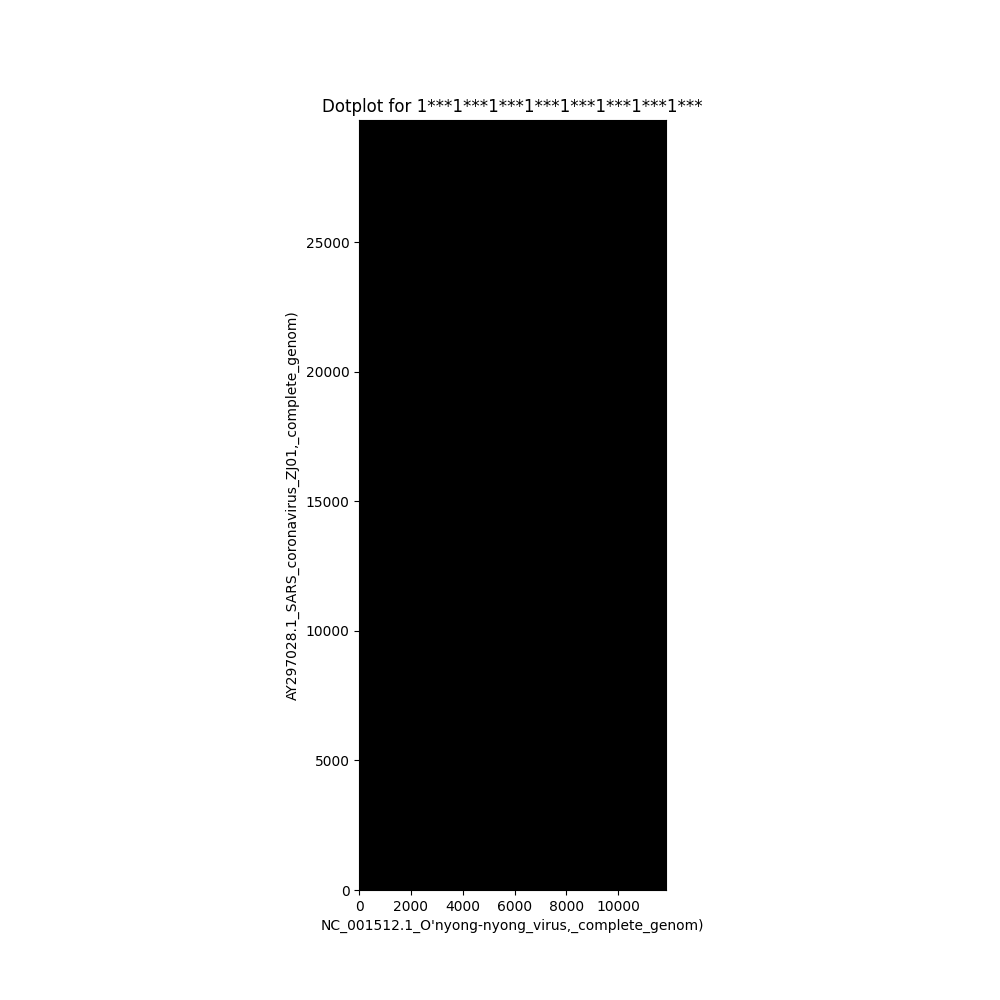 Dotplot for 1***1***1***1***1***1***1***1***
25000
20000
15000
10000
5000
0
AY297028.1_SARS_coronavirus_ZJ01,_complete_genom)
0 2000 4000 6000 8000 10000
NC_001512.1_O'nyong-nyong_virus,_complete_genom)